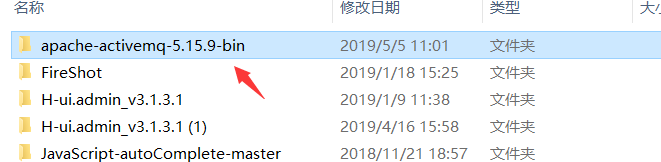 名称 修改日期 类型
apache-activemq-5.15.9-bin 2019/5/5 11:01 文件夹
FireShot 2019/1/18 15:25 文件夹
H-ui.admin_v3.1.3.1 2019/1/9 11:38 文件夹
H-ui.admin_v3.1.3.1 (1) 2019/4/16 15:58 文件夹
JavaScript-autoComplete-master 2018/11/21 18:57 文件夹